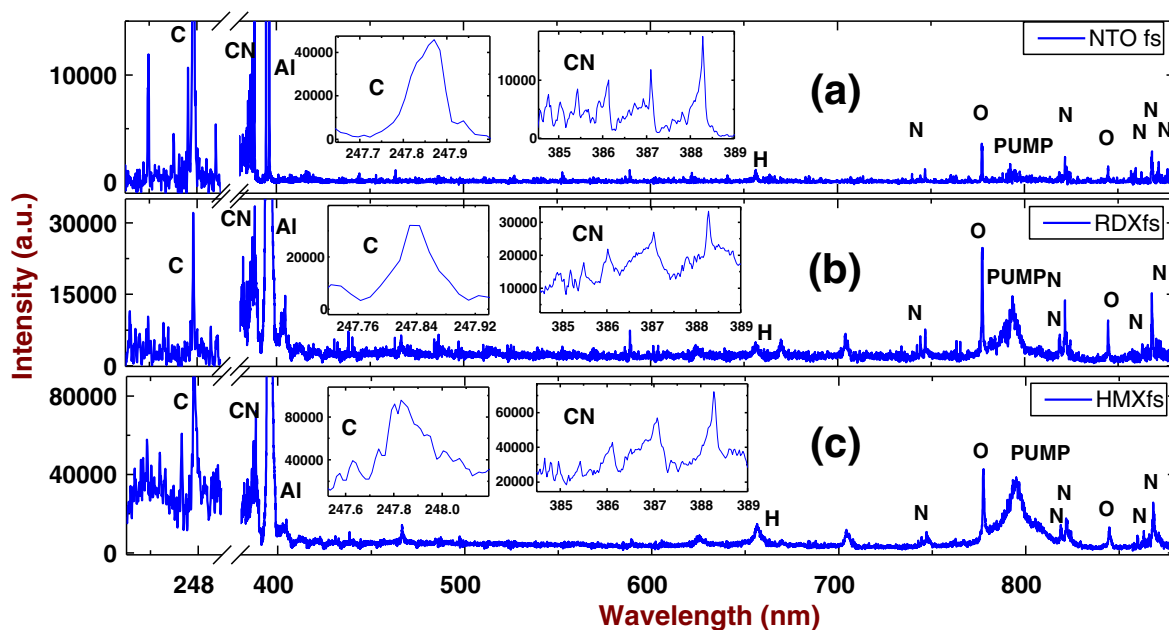 C CN Al C CN (a) NTO fs
H N O PUMP N O N N N
10000
0
40000
20000
0
247.7 247.8 247.9
10000
0
385 386 387 388 389
C CN Al C CN (b) RDXfs
H N O PUMP N N O N N
30000
15000
0
20000
0
247.76 247.84 247.92
30000
20000
10000
385 386 387 388 389
C CN Al C CN (c) HMXfs
H N O PUMP N N O N N
80000
40000
0
80000
40000
247.6 247.8 248.0
60000
40000
20000
385 386 387 388 389
248 400 500 600 700 800
Intensity (a.u.)
Wavelength (nm)